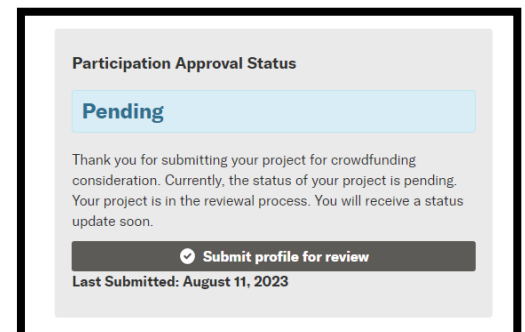 Participation Approval Status
Pending
Thank you for submitting your project for crowdfunding
consideration. Currently, the status of your project is pending.
Your project is in the reviewal process. You will receive a status
update soon.
Submit profile for review
Last Submitted: August 11, 2023